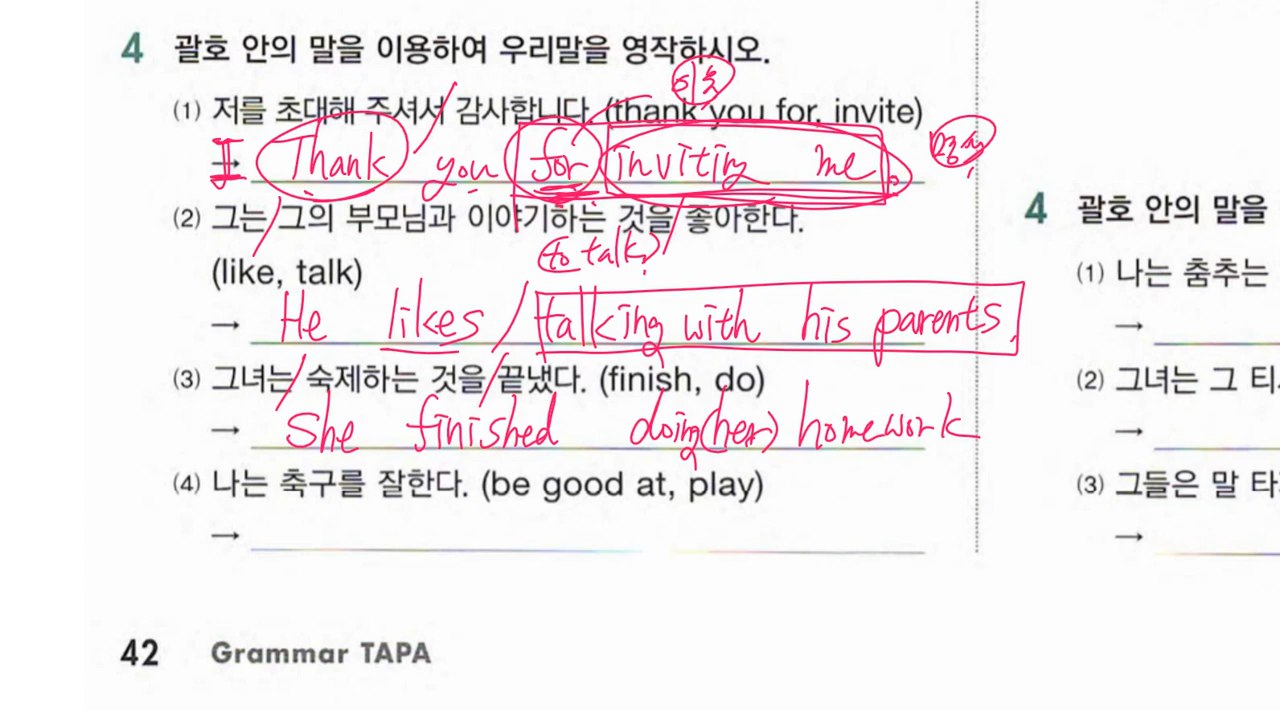 4 괄호 안의 말을 이용하여 우리말을 영작하시오.
전치
(1) 저를 초대해 주셔서 감사합니다. (thank you for, invite)
명사
I → Thank you for inviting me.
(2) 그는 그의 부모님과 이야기하는 것을 좋아한다.
to talk
(like, talk)
→ He likes / talking with his parents.
(3) 그녀는 숙제하는 것을 끝냈다. (finish, do)
→ She finished doing (her) homework
(4) 나는 축구를 잘한다. (be good at, play)
→
42 Grammar TAPA
4 괄호 안의 말을
(1) 나는 춤추는
→
(2) 그녀는 그 티
→
(3) 그들은 말 타
→